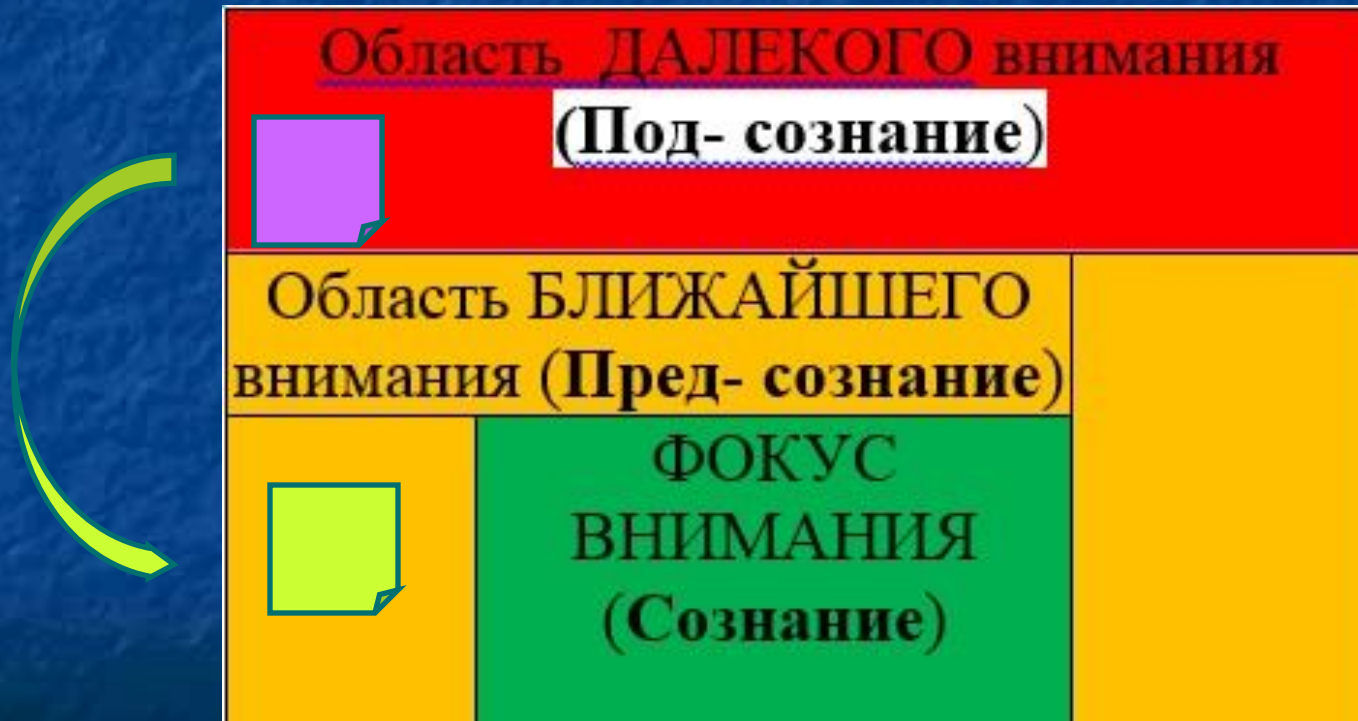 Область ДАЛЕКОГО внимания
(Под- сознание)
Область БЛИЖАЙШЕГО
внимания (Пред- сознание)
ФОКУС
ВНИМАНИЯ
(Сознание)